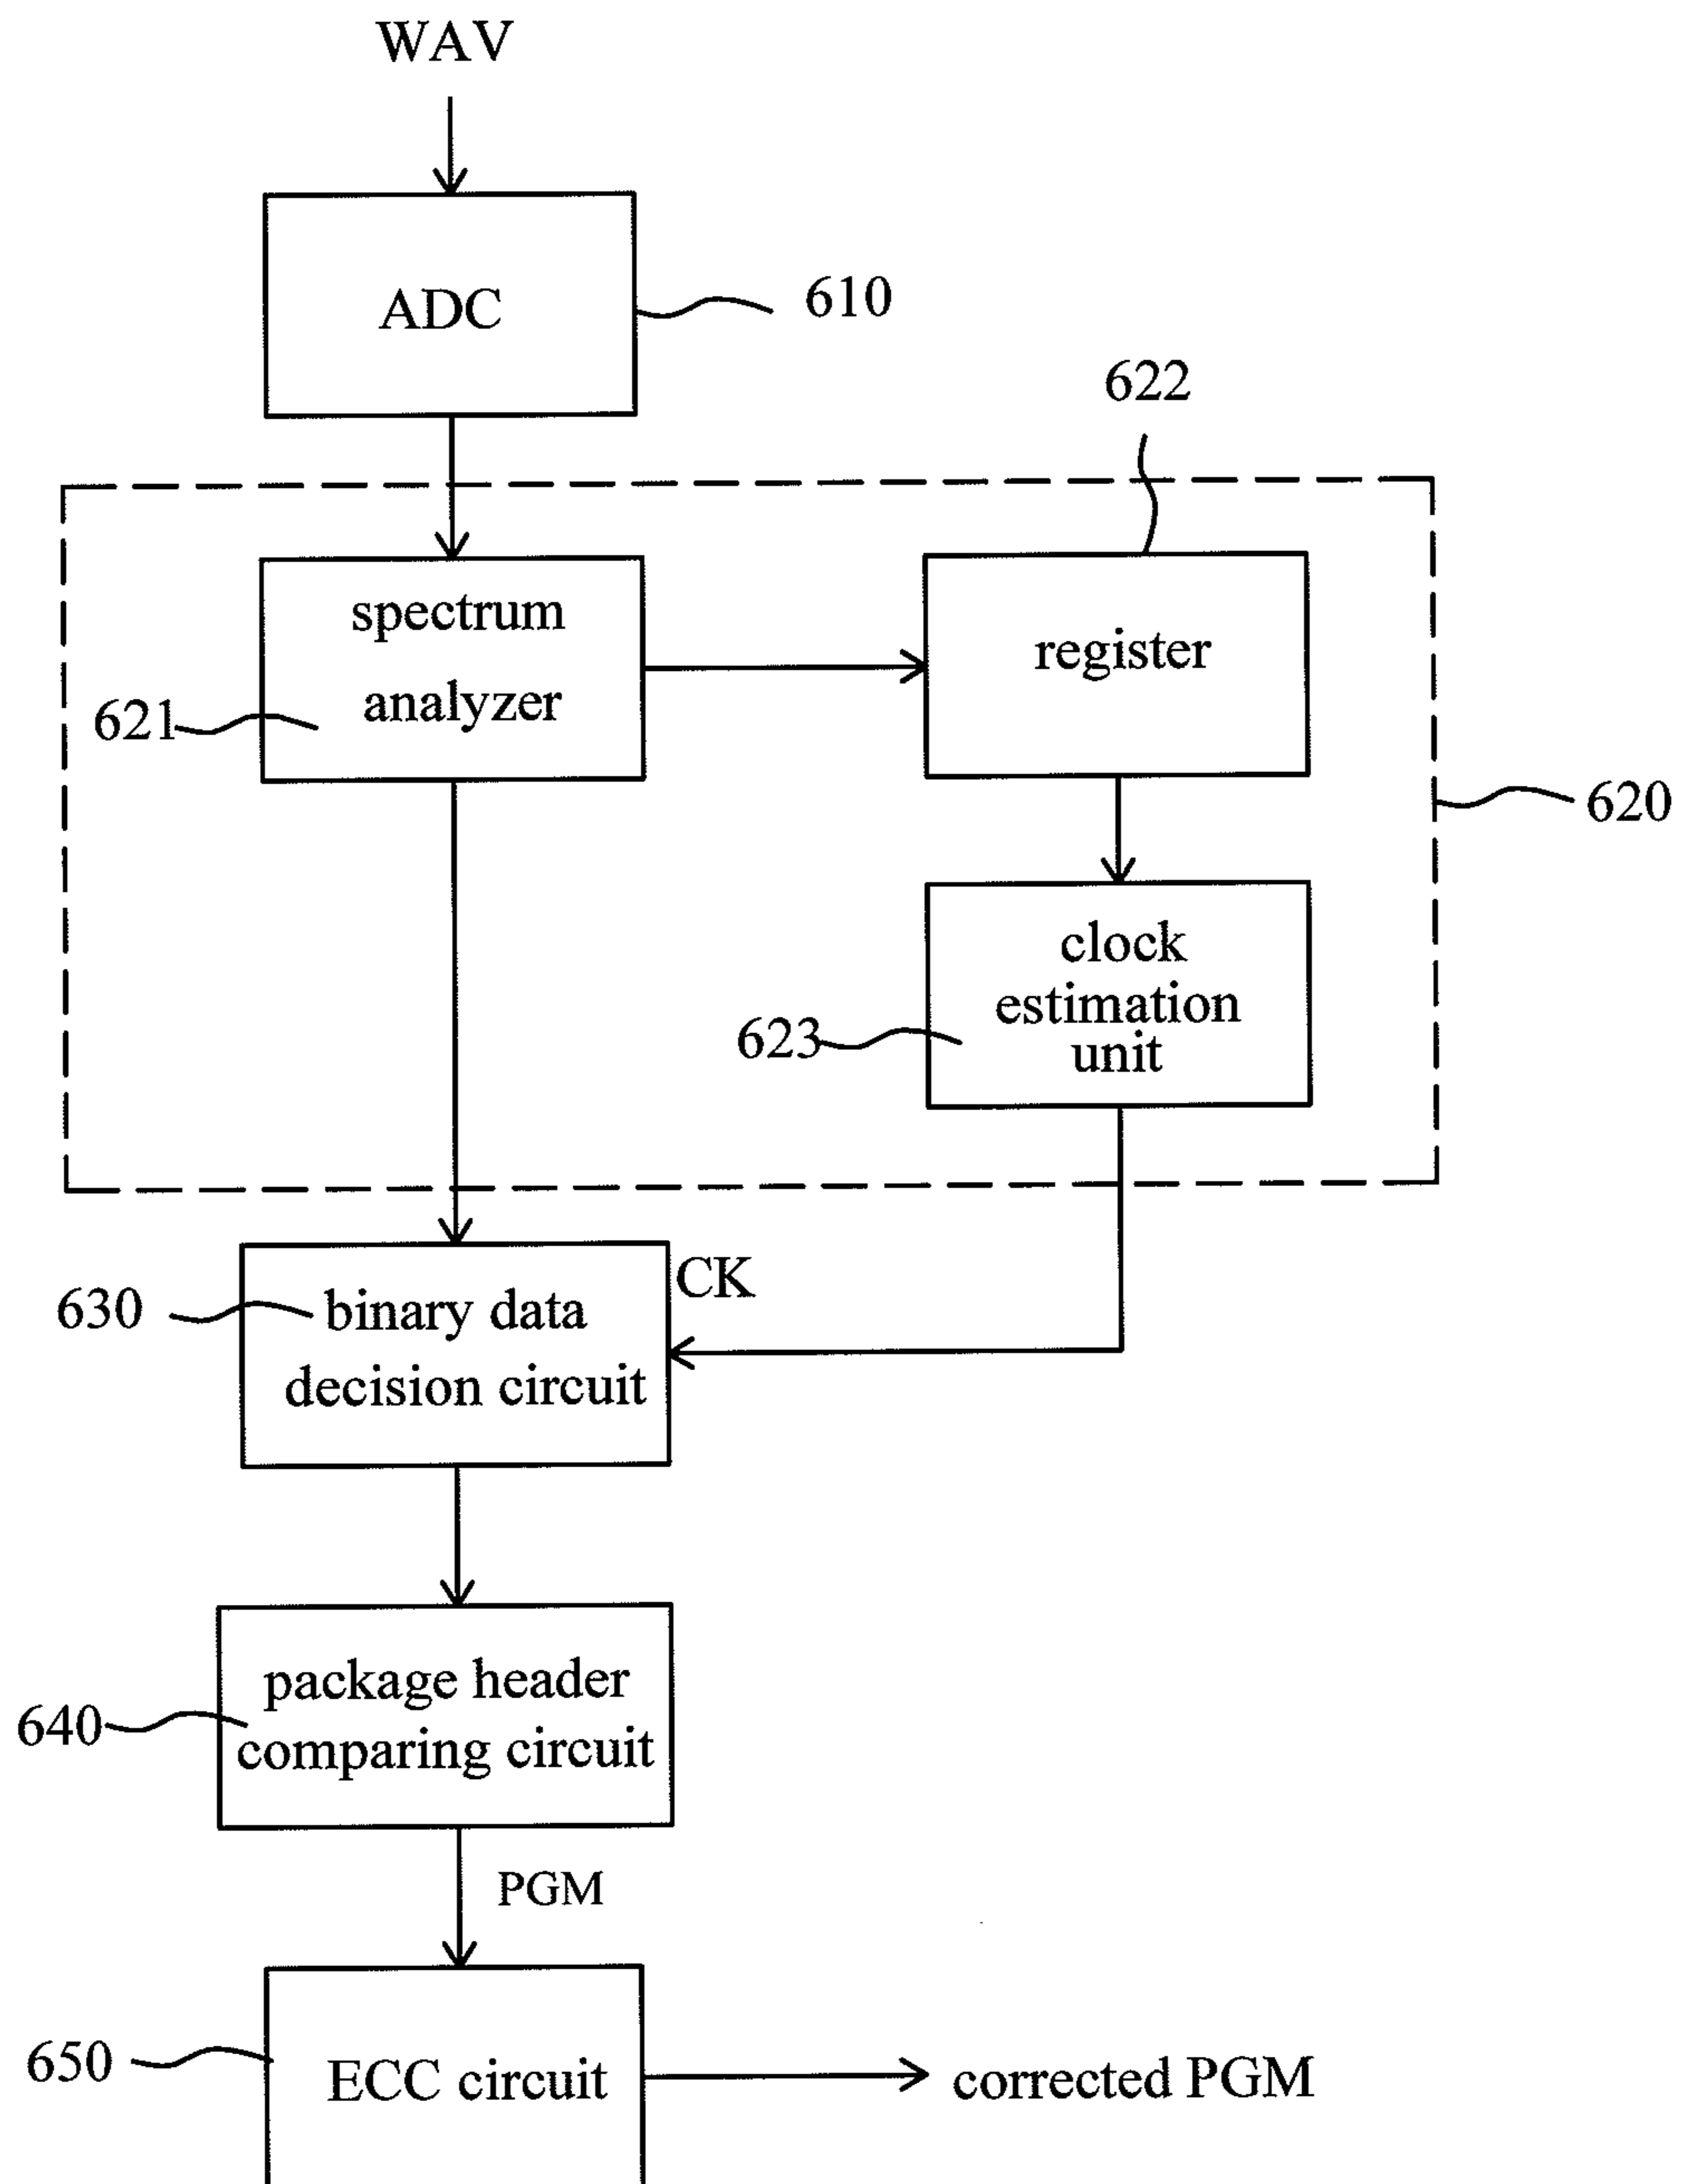 WAV
ADC
610
622
spectrum
analyzer
621
register
620
clock
estimation
unit
623
CK
630
binary data
decision circuit
package header
comparing circuit
640
PGM
650
ECC circuit
corrected PGM